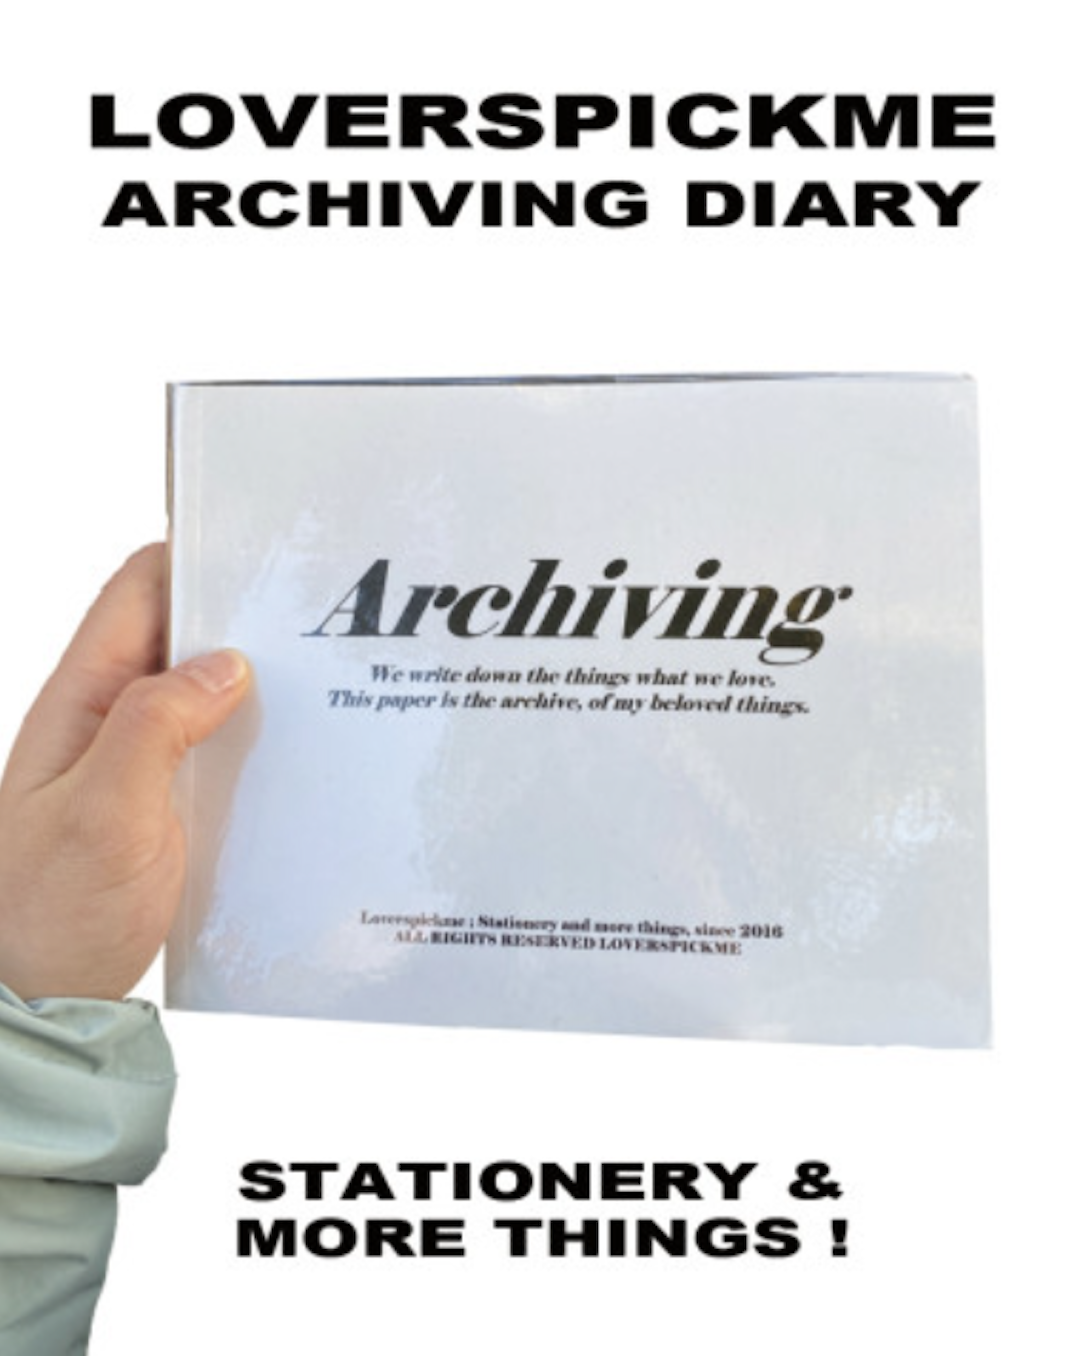 LOVERSPICKME
ARCHIVING DIARY
Archiving
We write down the things what we love.
This paper is the archive, of my beloved things.
Loverspickme ; Stationery and more things, since 2016
ALL RIGHTS RESERVED LOVERSPICKME
STATIONERY &
MORE THINGS !